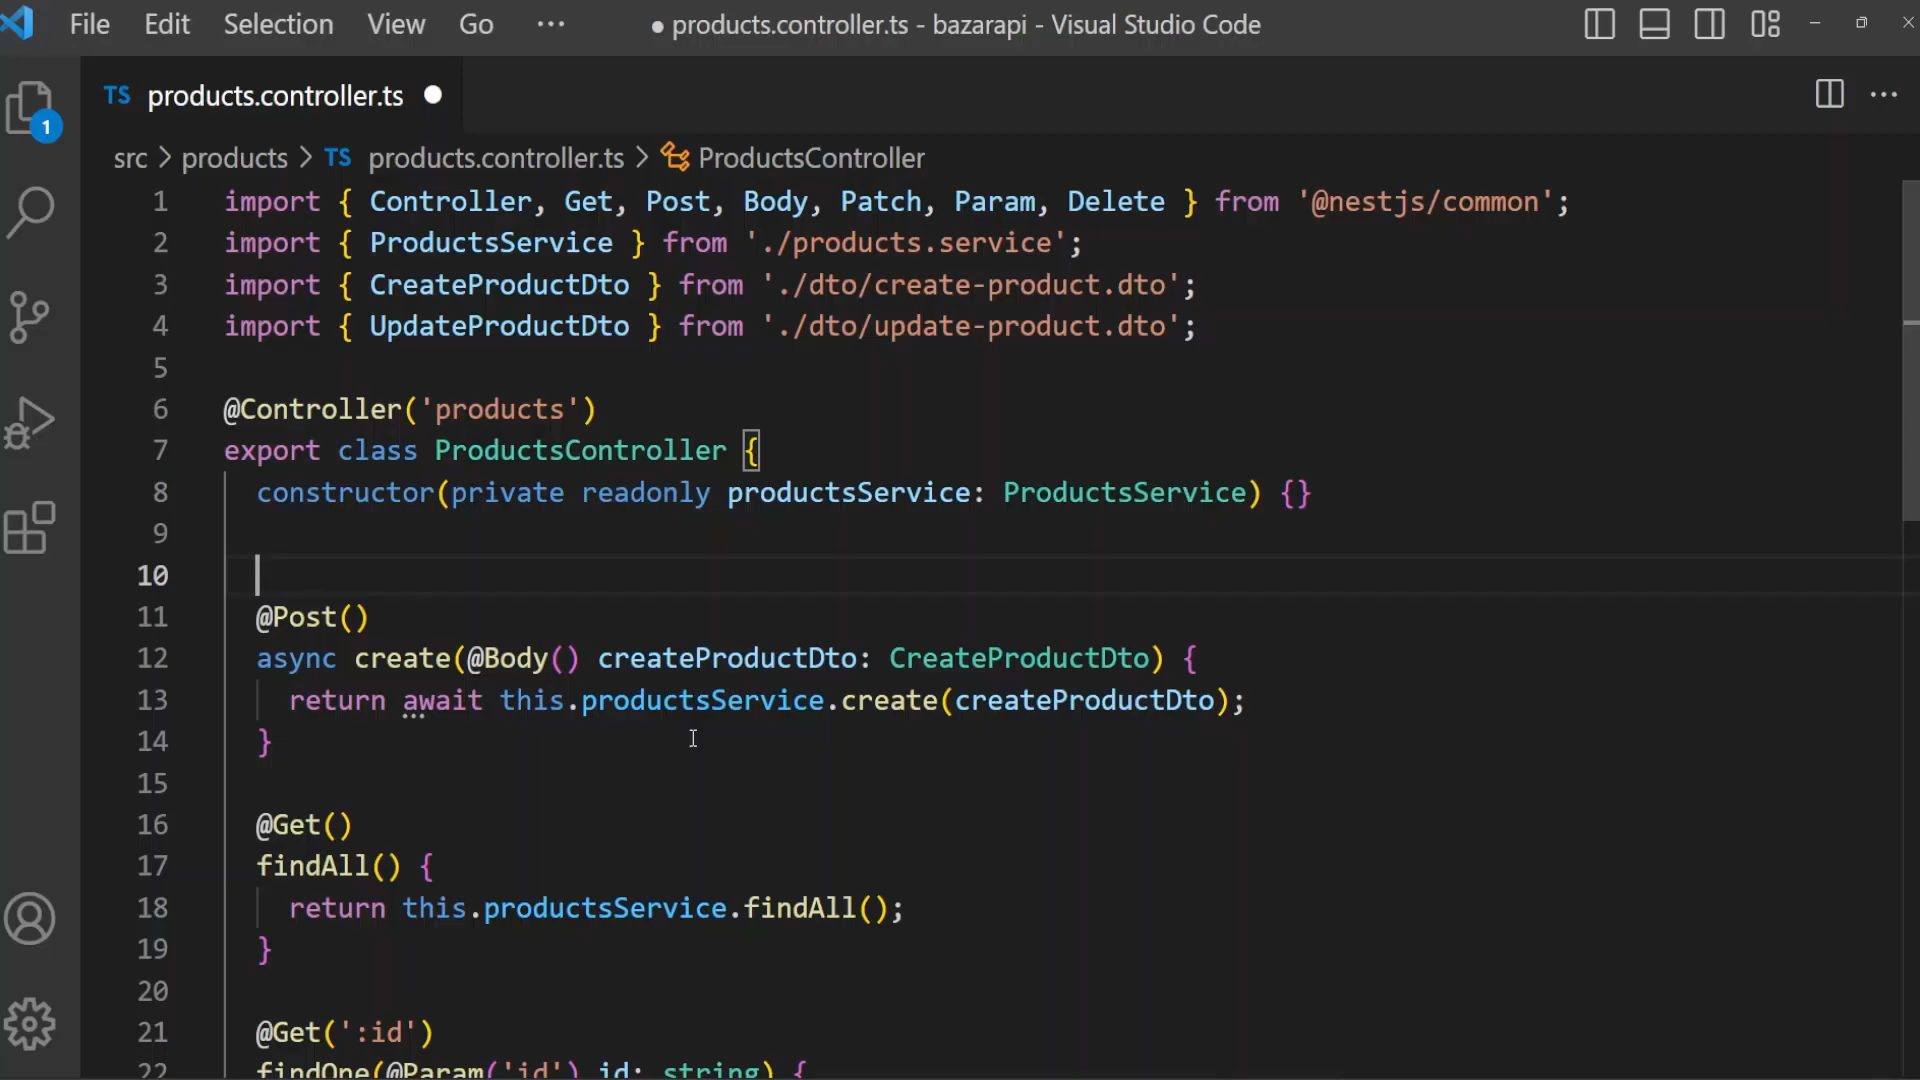 File Edit Selection View Go ··· ● products.controller.ts - bazarapi - Visual Studio Code
TS products.controller.ts ●
1
src > products > TS products.controller.ts > ProductsController
1 import { Controller, Get, Post, Body, Patch, Param, Delete } from '@nestjs/common';
2 import { ProductsService } from './products.service';
3 import { CreateProductDto } from './dto/create-product.dto';
4 import { UpdateProductDto } from './dto/update-product.dto';
5
6 @Controller('products')
7 export class ProductsController {
8 constructor(private readonly productsService: ProductsService) {}
9
10
11 @Post()
12 async create(@Body() createProductDto: CreateProductDto) {
13 return await this.productsService.create(createProductDto);
14 }
15
16 @Get()
17 findAll() {
18 return this.productsService.findAll();
19 }
20
21 @Get(':id')
22 findOne(@Param('id') id: string) {